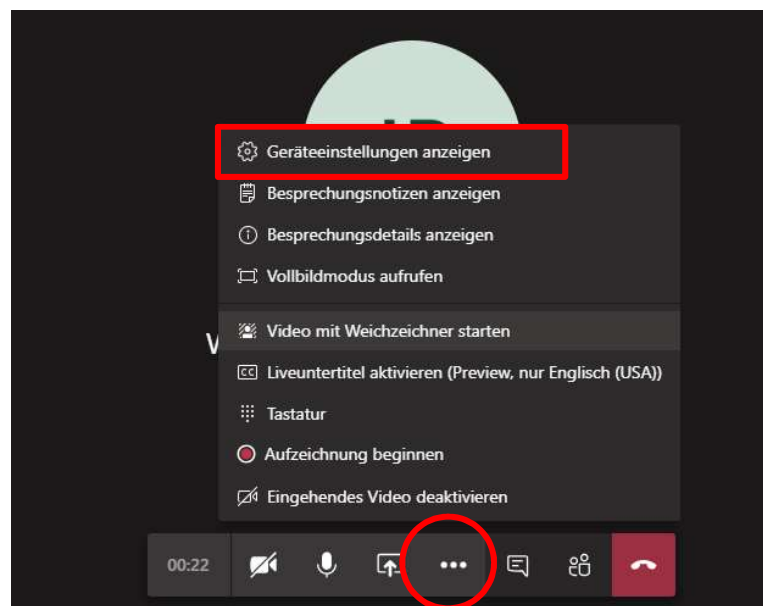 Geräteeinstellungen anzeigen
Besprechungsnotizen anzeigen
Besprechungsdetails anzeigen
Vollbildmodus aufrufen
Video mit Weichzeichner starten
Liveuntertitel aktivieren (Preview, nur Englisch (USA))
Tastatur
Aufzeichnung beginnen
Eingehendes Video deaktivieren
00:22